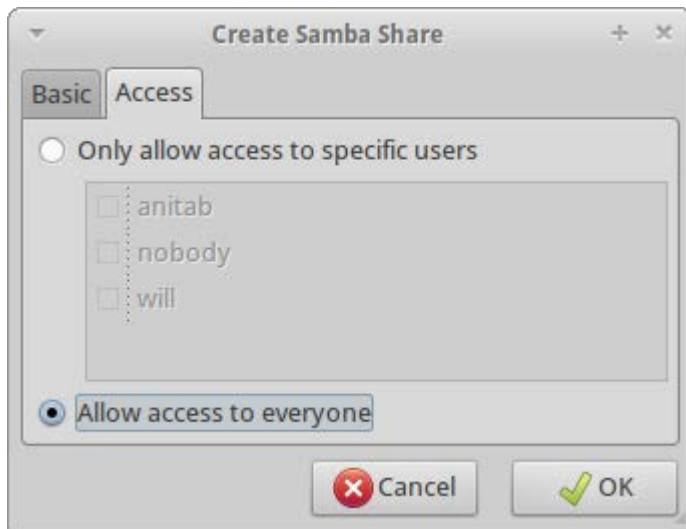 Create Samba Share
Basic Access
Only allow access to specific users
anitab
nobody
will
Allow access to everyone
Cancel OK